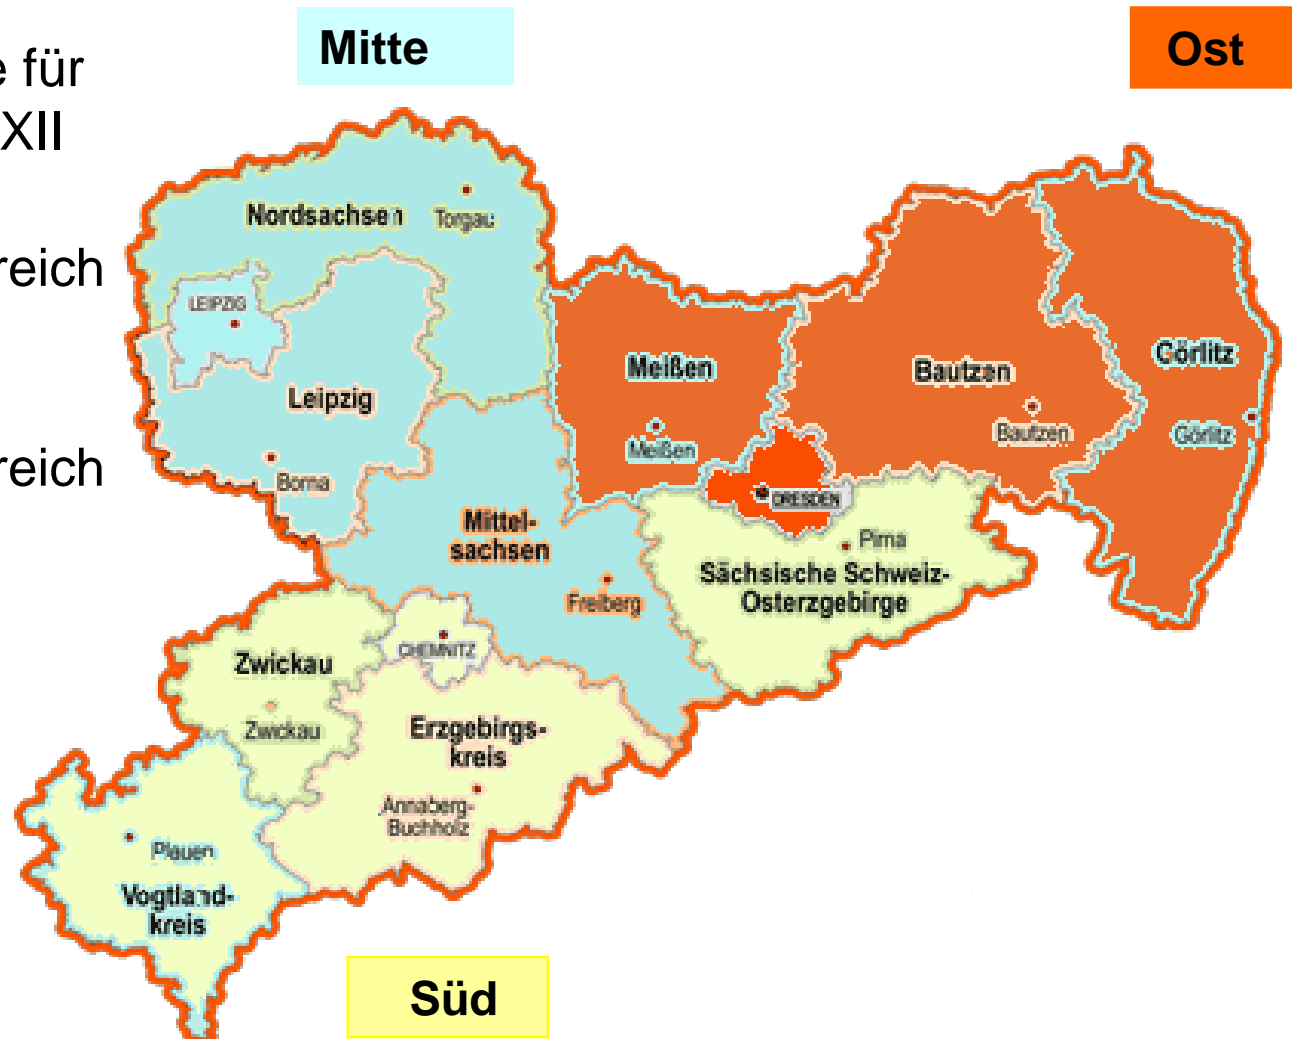 Mitte
Ost
e für
XII
reich
reich
Nordsachsen
Torgau
LEIPZIG
Leipzig
Borna
Meißen
Meißen
Bautzen
Bautzen
Görlitz
Görlitz
DRESDEN
Mittel-
sachsen
Freiberg
Pirna
Sächsische Schweiz-
Osterzgebirge
CHEMNITZ
Zwickau
Zwickau
Erzgebirgs-
kreis
Annaberg-
Buchholz
Plauen
Vogtland-
kreis
Süd